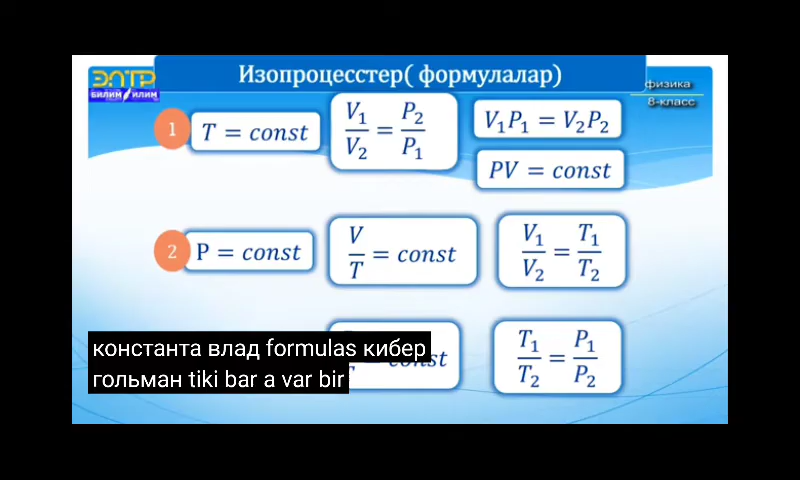 Изопроцесстер( формулалар)
ЭЛТР
БИЛИМ ИЛИМ
физика
8-класс
1
T = const
V₁/V₂ = P₂/P₁
V₁P₁ = V₂P₂
PV = const
2
P = const
V/T = const
V₁/V₂ = T₁/T₂
const
T₁/T₂ = P₁/P₂
константа влад formulas кибер
гольман tiki bar a var bir